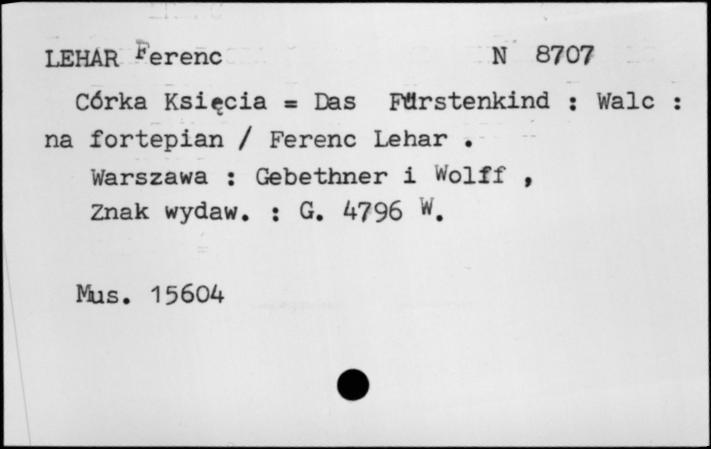 LEHAR Ferenc N 8707
Córka Księcia = Das Fürstenkind : Walc :
na fortepian / Ferenc Lehar .
Warszawa : Gebethner i Wolff ,
Znak wydaw. : G. 4796 W.
Mus. 15604